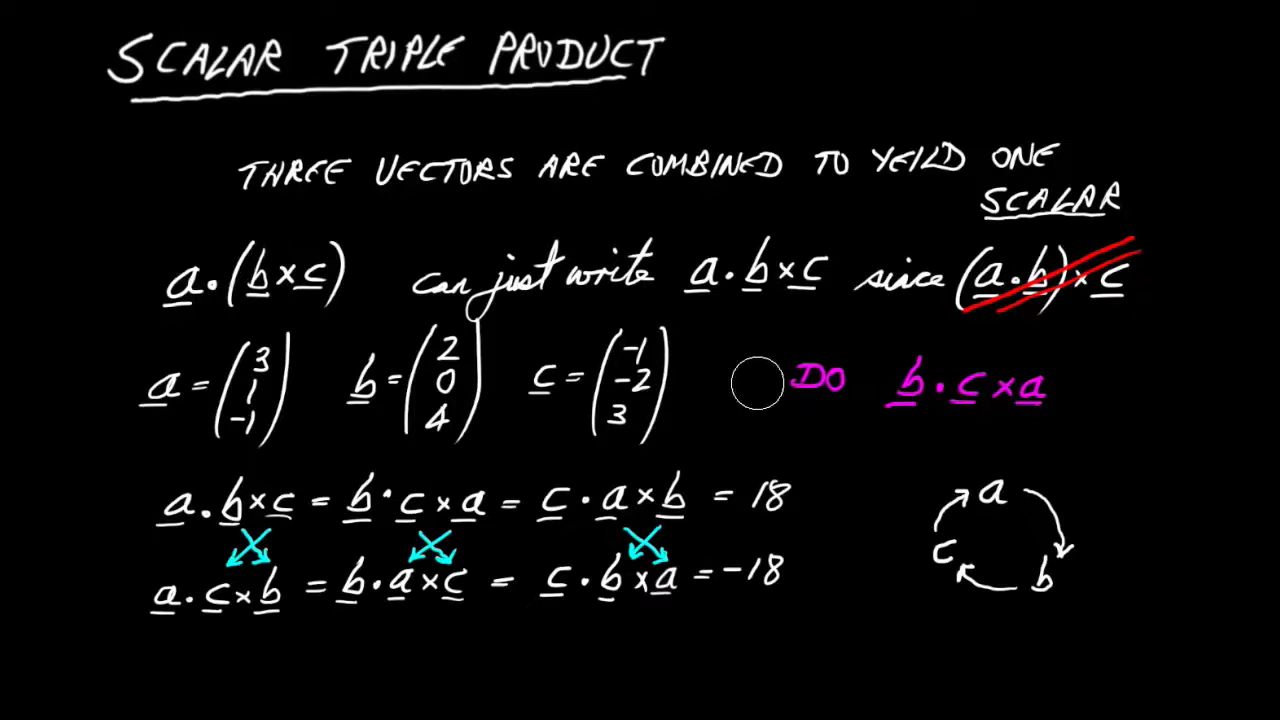 SCALAR TRIPLE PRODUCT
THREE VECTORS ARE COMBINED TO YEILD ONE
SCALAR
a·(b×c) can just write a·b×c since (a·b)×c
a = (3 1 -1) b = (2 0 4) c = (-1 -2 3) DO b·c×a
a·b×c = b·c×a = c·a×b = 18
a·c×b = b·a×c = c·b×a = -18
a
c b